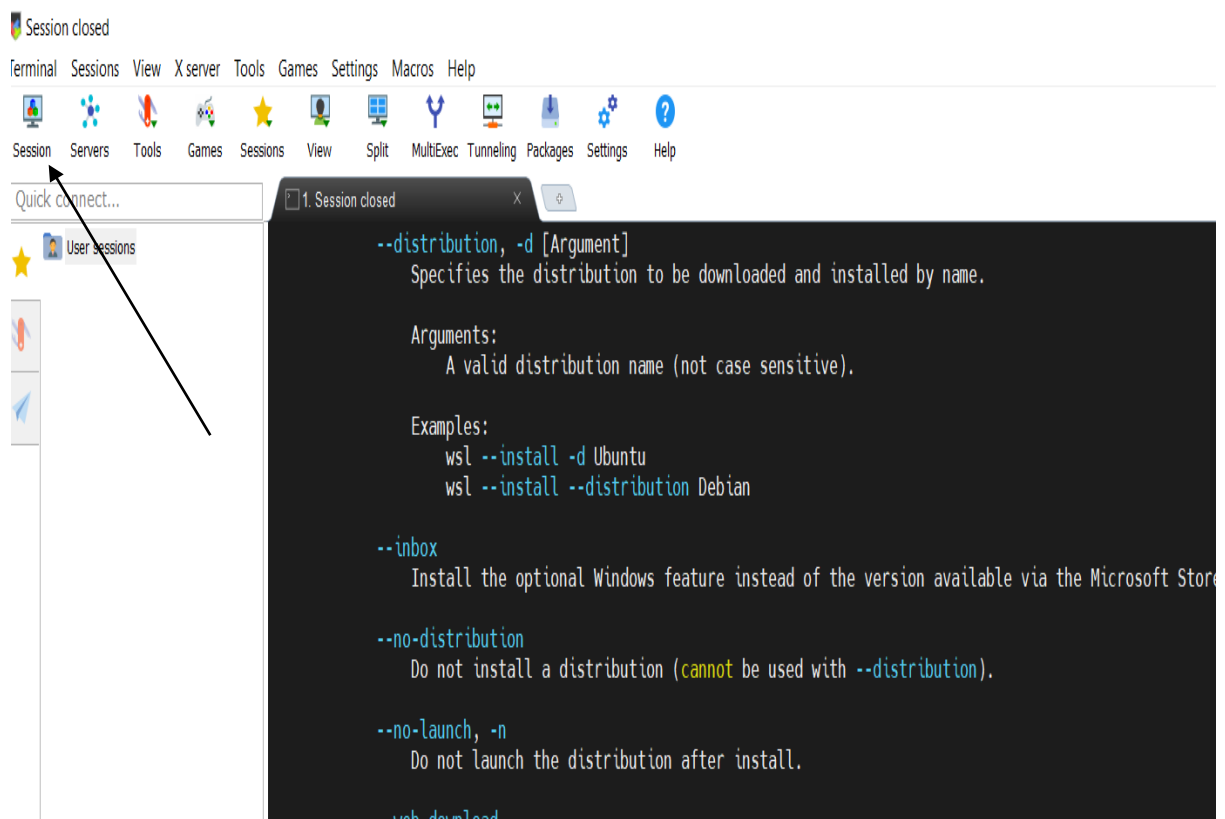 Session closed
Terminal Sessions View X server Tools Games Settings Macros Help
Session Servers Tools Games Sessions View Split MultiExec Tunneling Packages Settings Help
Quick connect...
1. Session closed
User sessions
--distribution, -d [Argument]
Specifies the distribution to be downloaded and installed by name.
Arguments:
A valid distribution name (not case sensitive).
Examples:
wsl --install -d Ubuntu
wsl --install --distribution Debian
--inbox
Install the optional Windows feature instead of the version available via the Microsoft Store
--no-distribution
Do not install a distribution (cannot be used with --distribution).
--no-launch, -n
Do not launch the distribution after install.
--web-download